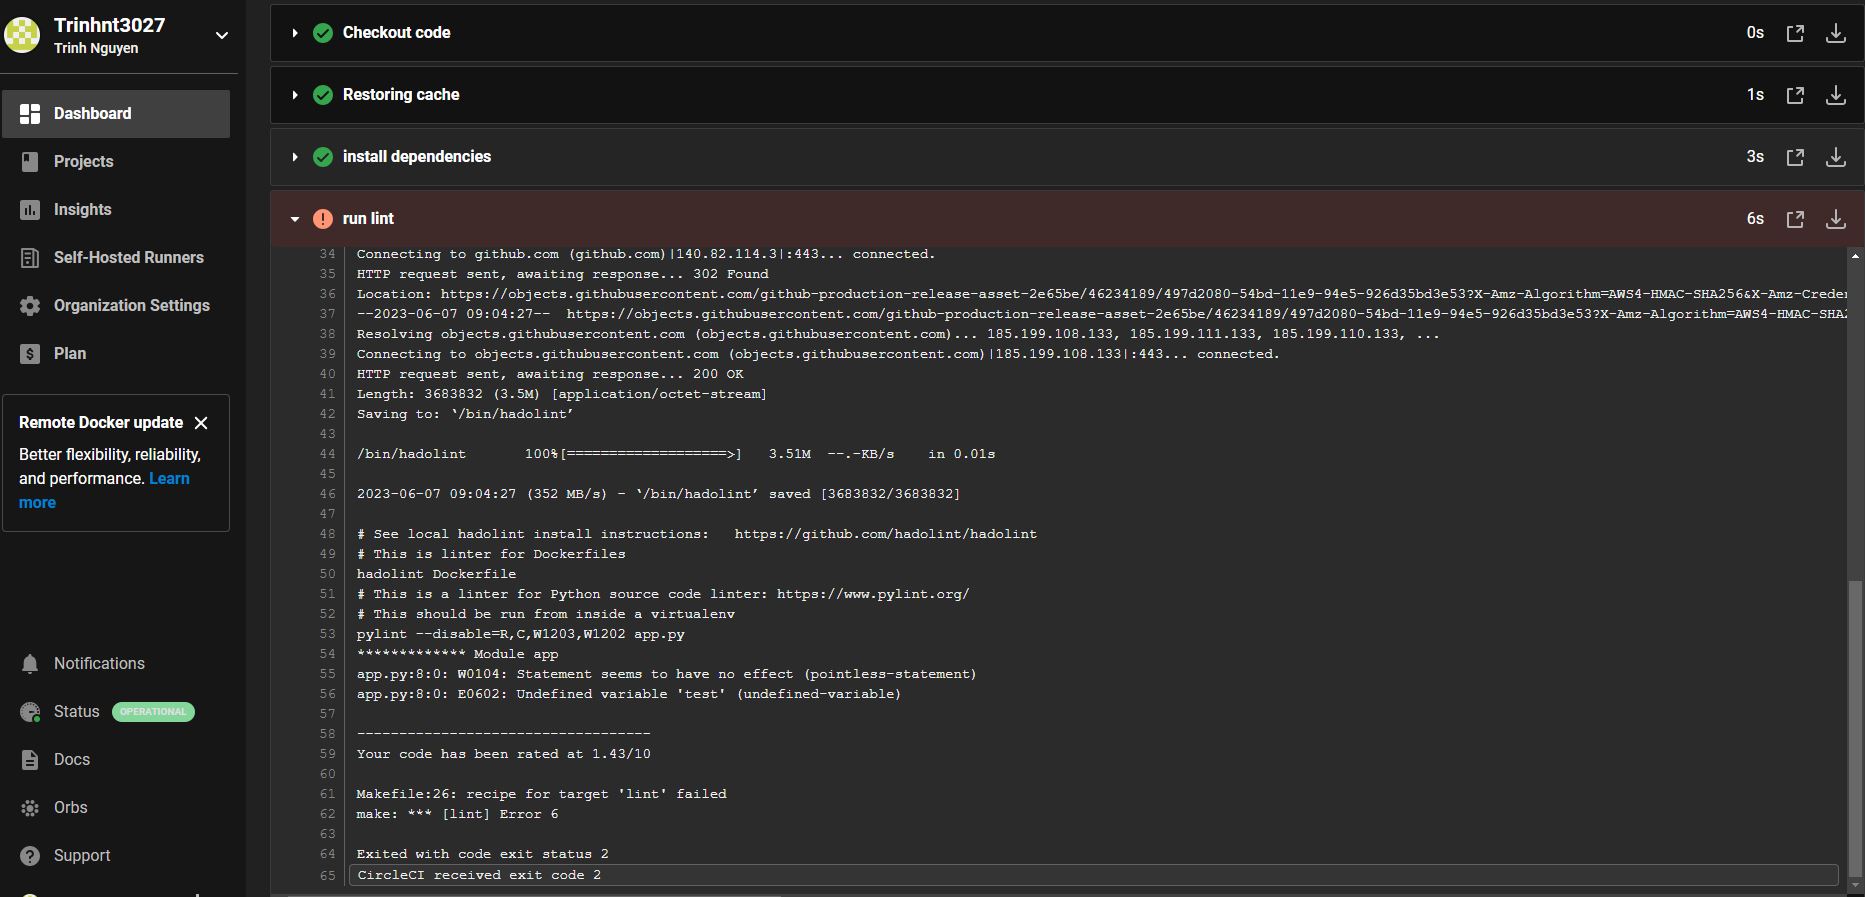 Trinhnt3027
Trinh Nguyen
Dashboard
Projects
Insights
Self-Hosted Runners
Organization Settings
Plan
Remote Docker update
Better flexibility, reliability,
and performance. Learn
more
Notifications
Status OPERATIONAL
Docs
Orbs
Support
Checkout code 0s
Restoring cache 1s
install dependencies 3s
run lint 6s
34 Connecting to github.com (github.com)|140.82.114.3|:443... connected.
35 HTTP request sent, awaiting response... 302 Found
36 Location: https://objects.githubusercontent.com/github-production-release-asset-2e65be/46234189/497d2080-54bd-11e9-94e5-926d35bd3e53?X-Amz-Algorithm=AWS4-HMAC-SHA256&X-Amz-Creder
37 --2023-06-07 09:04:27--  https://objects.githubusercontent.com/github-production-release-asset-2e65be/46234189/497d2080-54bd-11e9-94e5-926d35bd3e53?X-Amz-Algorithm=AWS4-HMAC-SHA2
38 Resolving objects.githubusercontent.com (objects.githubusercontent.com)... 185.199.108.133, 185.199.111.133, 185.199.110.133, ...
39 Connecting to objects.githubusercontent.com (objects.githubusercontent.com)|185.199.108.133|:443... connected.
40 HTTP request sent, awaiting response... 200 OK
41 Length: 3683832 (3.5M) [application/octet-stream]
42 Saving to: ‘/bin/hadolint’
43
44 /bin/hadolint       100%[===================>]   3.51M  --.-KB/s    in 0.01s
45
46 2023-06-07 09:04:27 (352 MB/s) - ‘/bin/hadolint’ saved [3683832/3683832]
47
48 # See local hadolint install instructions:   https://github.com/hadolint/hadolint
49 # This is linter for Dockerfiles
50 hadolint Dockerfile
51 # This is a linter for Python source code linter: https://www.pylint.org/
52 # This should be run from inside a virtualenv
53 pylint --disable=R,C,W1203,W1202 app.py
54 ************* Module app
55 app.py:8:0: W0104: Statement seems to have no effect (pointless-statement)
56 app.py:8:0: E0602: Undefined variable 'test' (undefined-variable)
57
58 -----------------------------------
59 Your code has been rated at 1.43/10
60
61 Makefile:26: recipe for target 'lint' failed
62 make: *** [lint] Error 6
63
64 Exited with code exit status 2
65 CircleCI received exit code 2